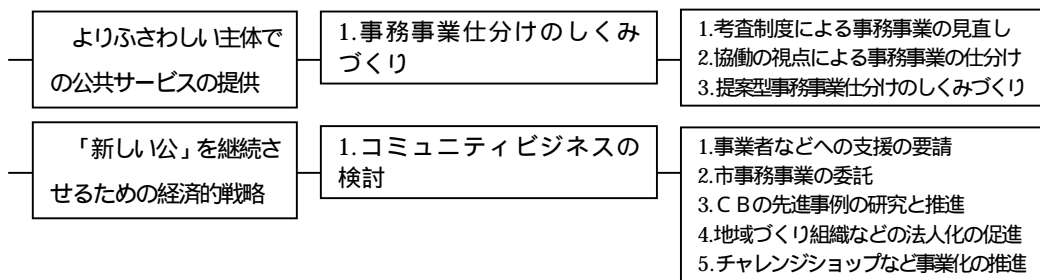 よりふさわしい主体で
の公共サービスの提供
1.事務事業仕分けのしくみ
づくり
1.考査制度による事務事業の見直し
2.協働の視点による事務事業の仕分け
3.提案型事務事業仕分けのしくみづくり
「新しい公」を継続さ
せるための経済的戦略
1.コミュニティビジネスの
検討
1.事業者などへの支援の要請
2.市事務事業の委託
3.ＣＢの先進事例の研究と推進
4.地域づくり組織などの法人化の促進
5.チャレンジショップなど事業化の推進